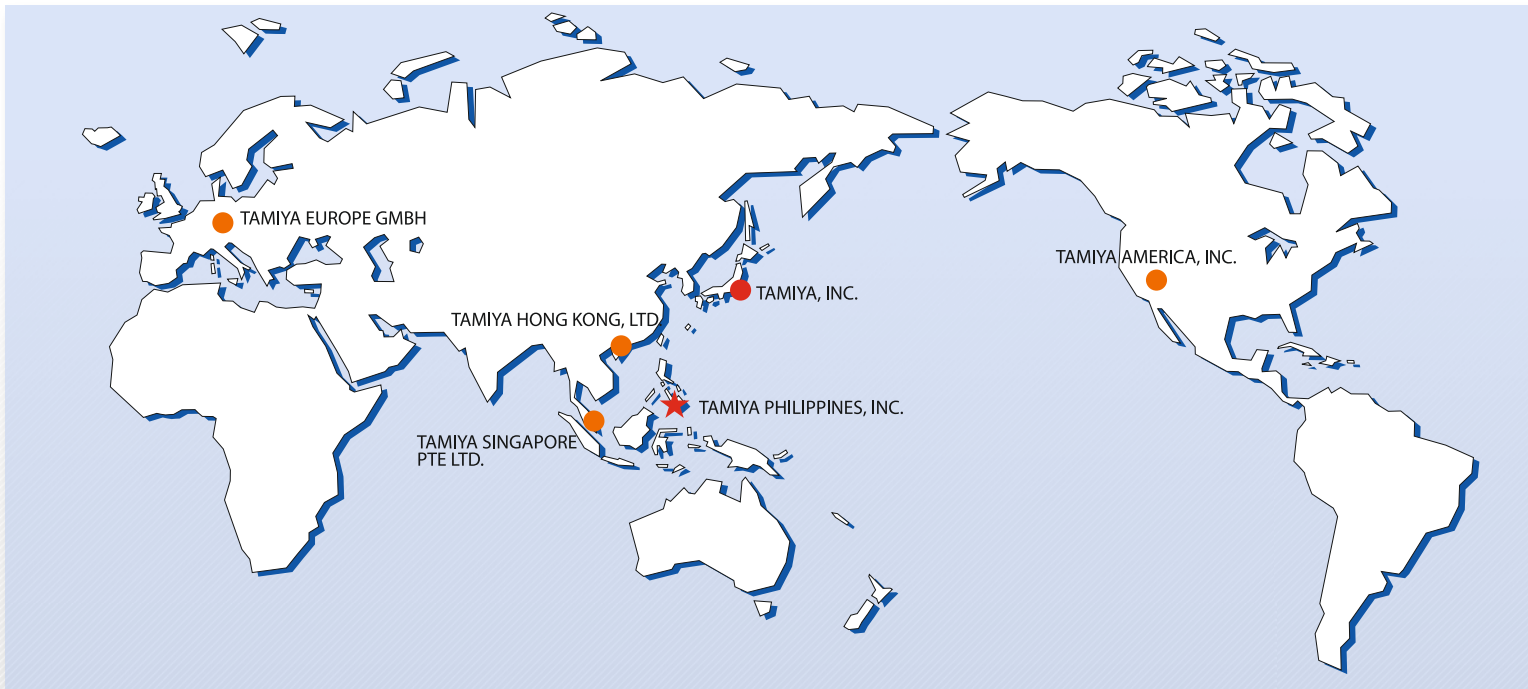 TAMIYA EUROPE GMBH
TAMIYA AMERICA, INC.
TAMIYA, INC.
TAMIYA HONG KONG, LTD.
TAMIYA PHILIPPINES, INC.
TAMIYA SINGAPORE
PTE LTD.